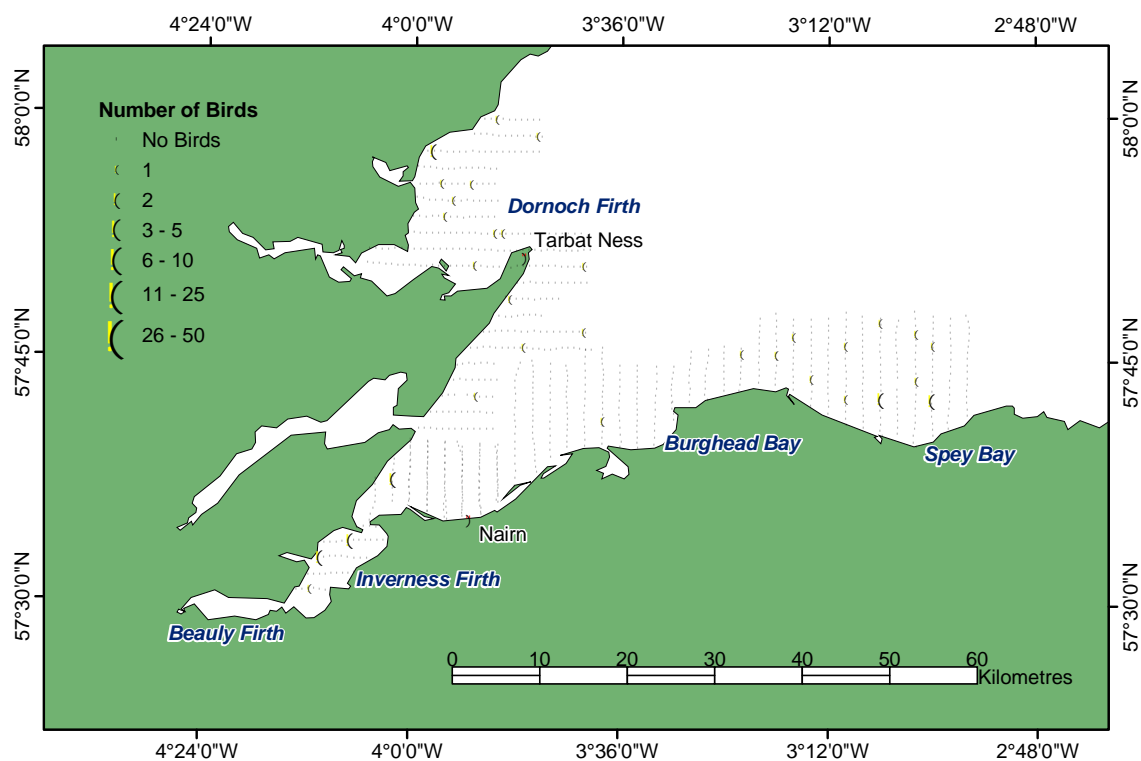 4°24'0"W 4°0'0"W 3°36'0"W 3°12'0"W 2°48'0"W
58°0'0"N
58°0'0"N
Number of Birds
No Birds
1
2
3 - 5
6 - 10
11 - 25
26 - 50
Dornoch Firth
Tarbat Ness
57°45'0"N
57°45'0"N
Burghead Bay
Spey Bay
Nairn
Inverness Firth
57°30'0"N
57°30'0"N
Beauly Firth
0 10 20 30 40 50 60
Kilometres
4°24'0"W 4°0'0"W 3°36'0"W 3°12'0"W 2°48'0"W